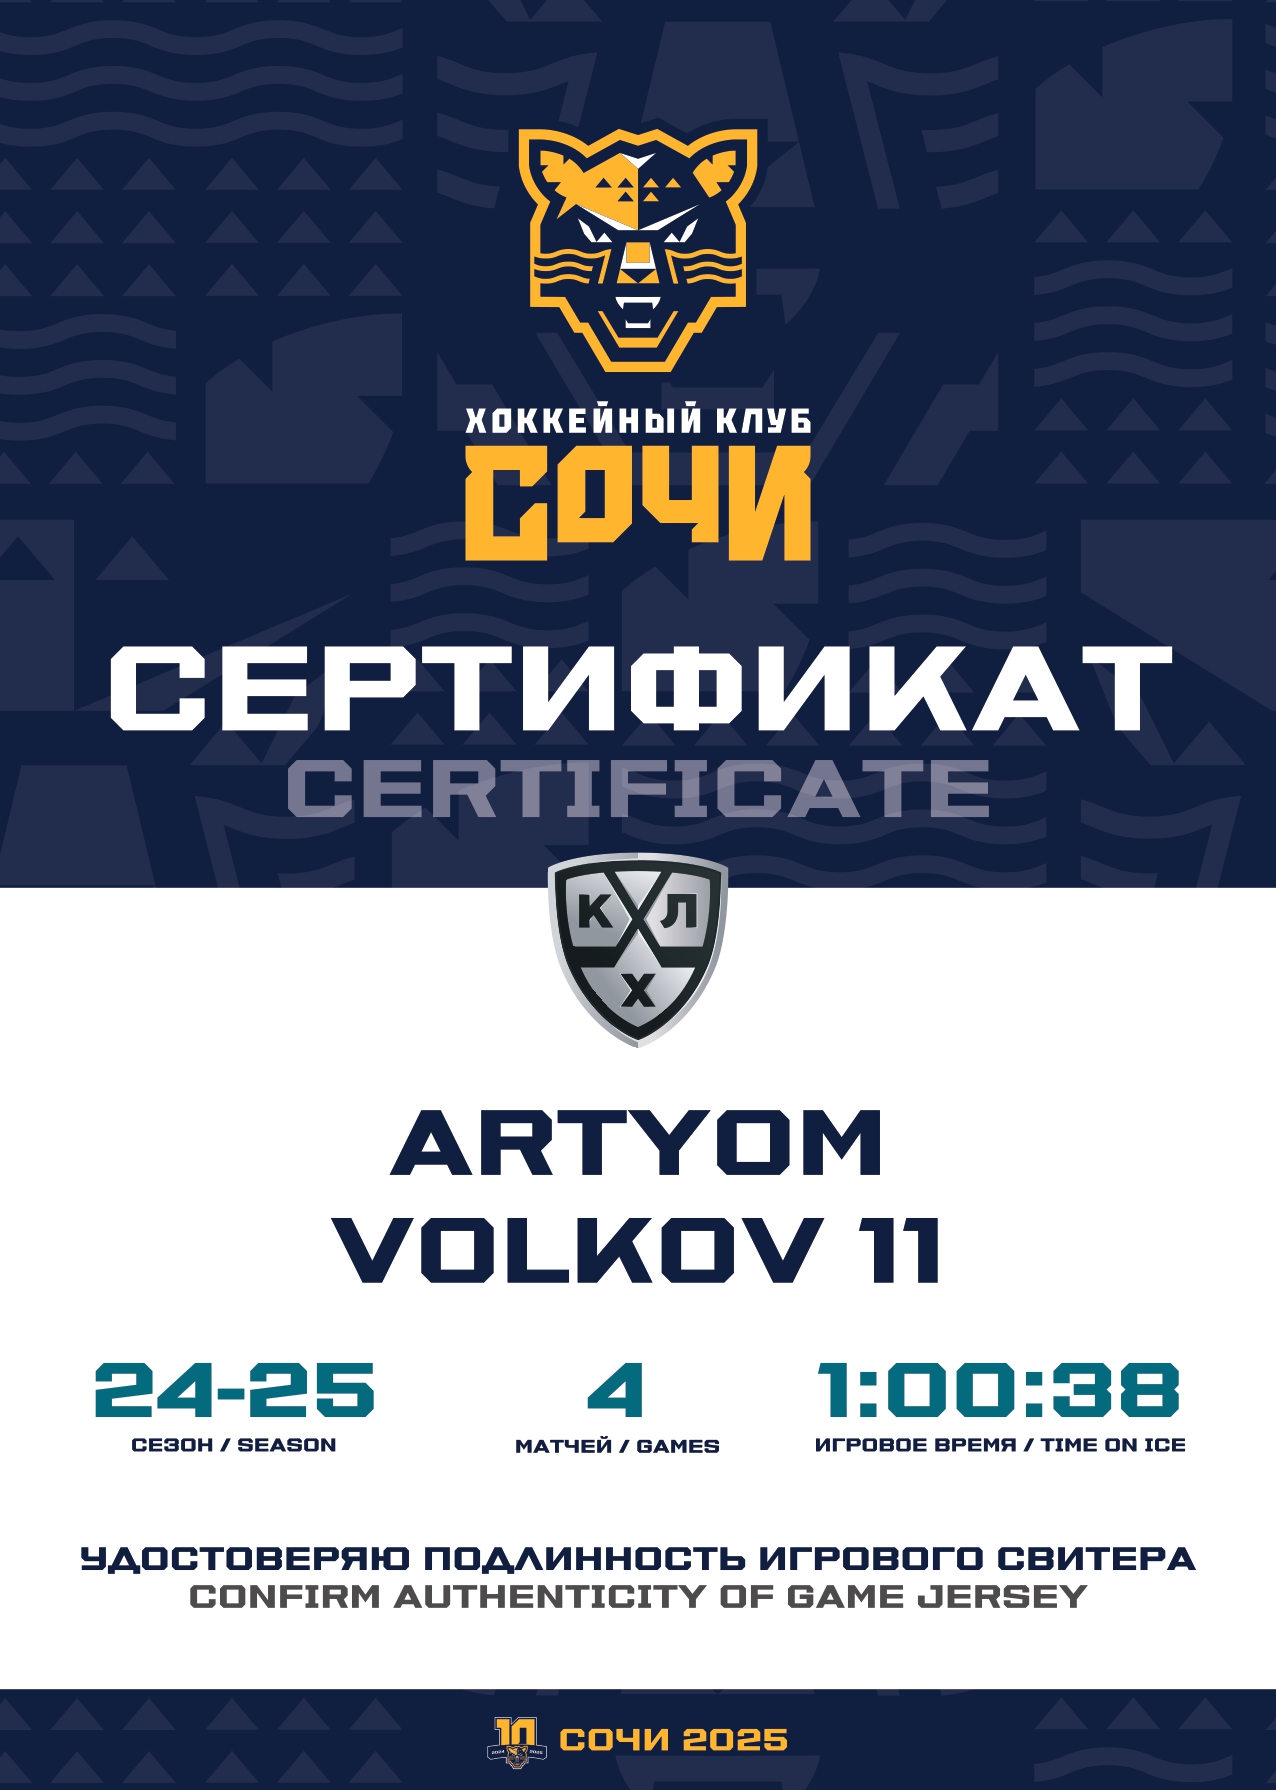 ХОККЕЙНЫЙ КЛУБ
СОЧИ
СЕРТИФИКАТ
CERTIFICATE
К Л
Х
ARTYOM
VOLKOV 11
24-25
СЕЗОН / SEASON
4
МАТЧЕЙ / GAMES
1:00:38
ИГРОВОЕ ВРЕМЯ / TIME ON ICE
УДОСТОВЕРЯЮ ПОДЛИННОСТЬ ИГРОВОГО СВИТЕРА
CONFIRM AUTHENTICITY OF GAME JERSEY
10
СОЧИ 2025